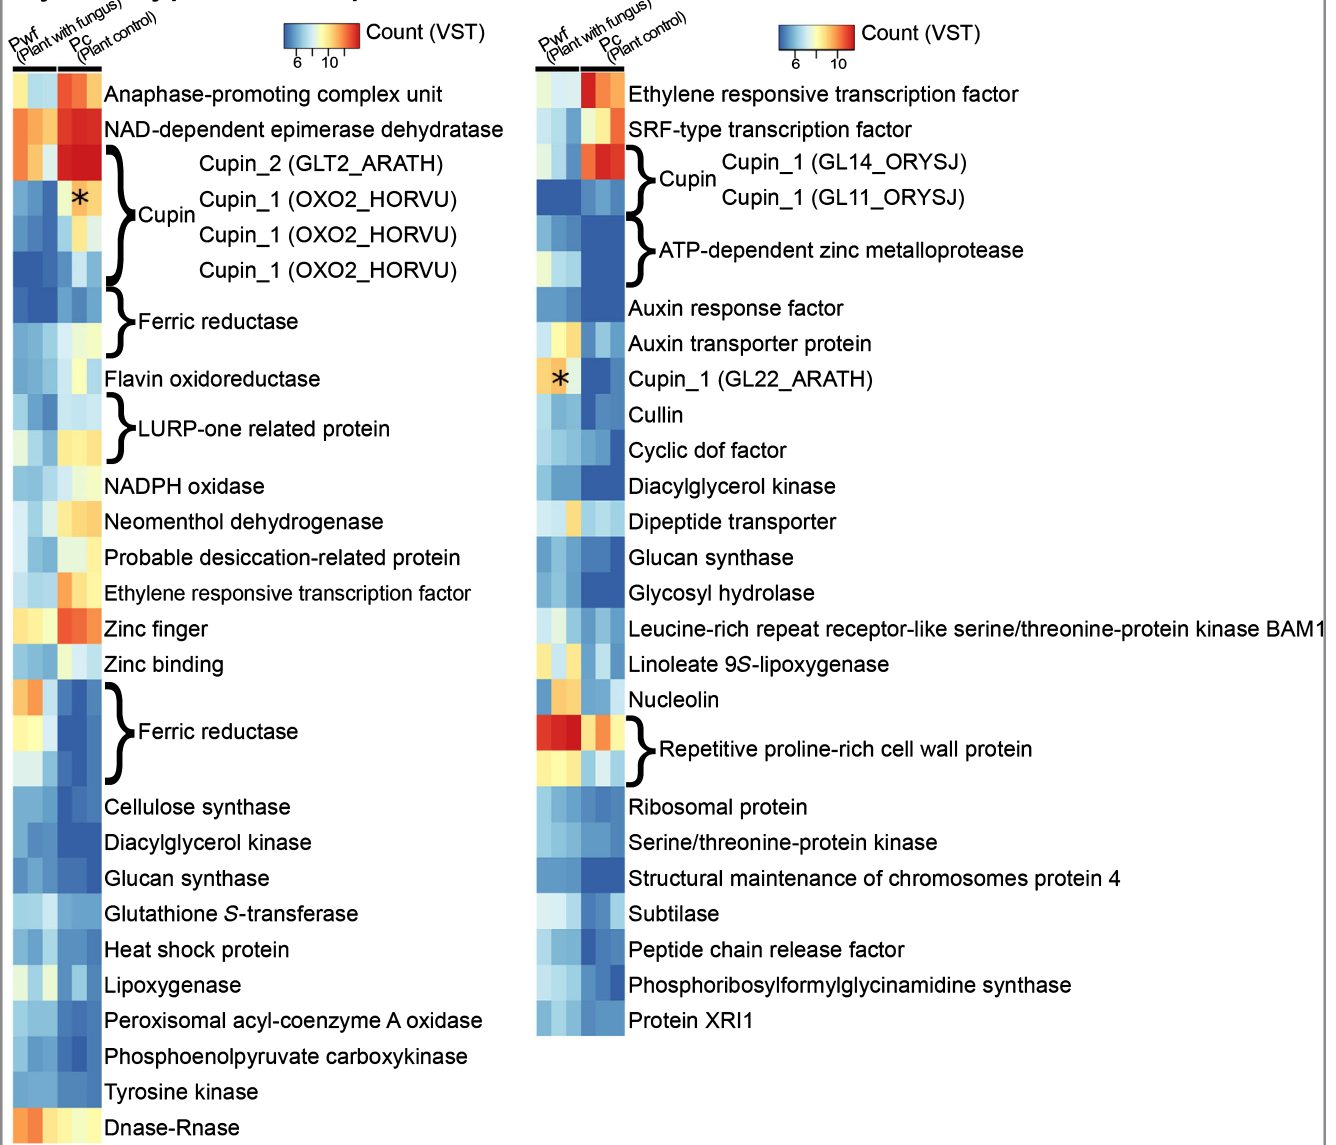 Pwf
(Plant with fungus)
Pc
(Plant control)
Count (VST)
6 10
Anaphase-promoting complex unit
NAD-dependent epimerase dehydratase
Cupin
Cupin_2 (GLT2_ARATH)
*
Cupin_1 (OXO2_HORVU)
Cupin_1 (OXO2_HORVU)
Cupin_1 (OXO2_HORVU)
Ferric reductase
Flavin oxidoreductase
LURP-one related protein
NADPH oxidase
Neomenthol dehydrogenase
Probable desiccation-related protein
Ethylene responsive transcription factor
Zinc finger
Zinc binding
Ferric reductase
Cellulose synthase
Diacylglycerol kinase
Glucan synthase
Glutathione S-transferase
Heat shock protein
Lipoxygenase
Peroxisomal acyl-coenzyme A oxidase
Phosphoenolpyruvate carboxykinase
Tyrosine kinase
Dnase-Rnase
Pwf
(Plant with fungus)
Pc
(Plant control)
Count (VST)
6 10
Ethylene responsive transcription factor
SRF-type transcription factor
Cupin
Cupin_1 (GL14_ORYSJ)
Cupin_1 (GL11_ORYSJ)
ATP-dependent zinc metalloprotease
Auxin response factor
Auxin transporter protein
*
Cupin_1 (GL22_ARATH)
Cullin
Cyclic dof factor
Diacylglycerol kinase
Dipeptide transporter
Glucan synthase
Glycosyl hydrolase
Leucine-rich repeat receptor-like serine/threonine-protein kinase BAM1
Linoleate 9S-lipoxygenase
Nucleolin
Repetitive proline-rich cell wall protein
Ribosomal protein
Serine/threonine-protein kinase
Structural maintenance of chromosomes protein 4
Subtilase
Peptide chain release factor
Phosphoribosylformylglycinamidine synthase
Protein XRI1